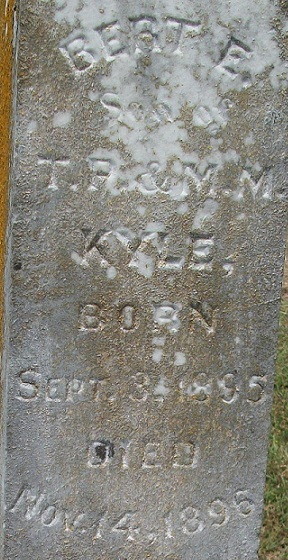 BERT E.
SON OF
T. P. & M. M.
KYLE,
BORN
SEPT. 3, 1895
DIED
NOV. 14, 1896